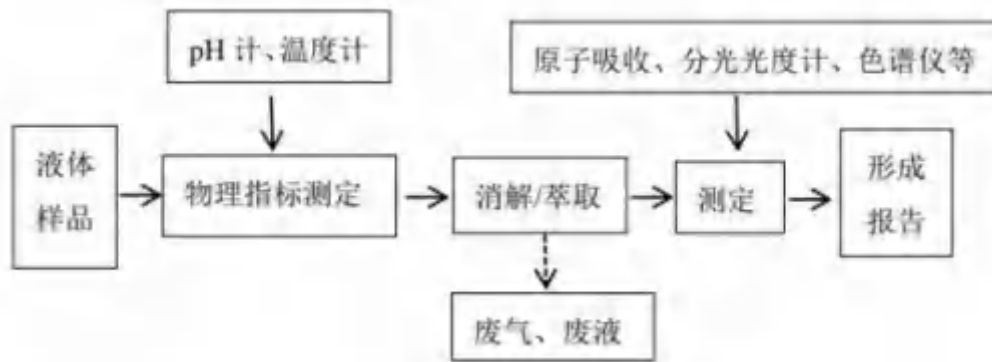 pH 计、温度计
原子吸收、分光光度计、色谱仪等
液体
样品
物理指标测定
消解/萃取
测定
形成
报告
废气、废液